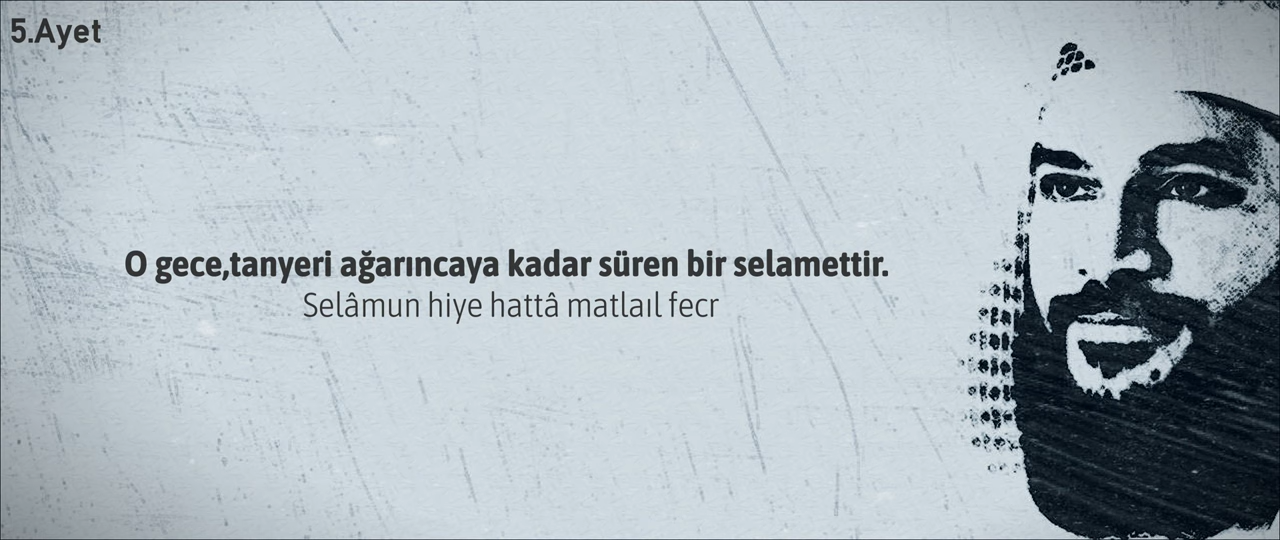 5.Ayet
O gece,tanyeri ağarıncaya kadar süren bir selamettir.
Selâmun hiye hattâ matlaıl fecr